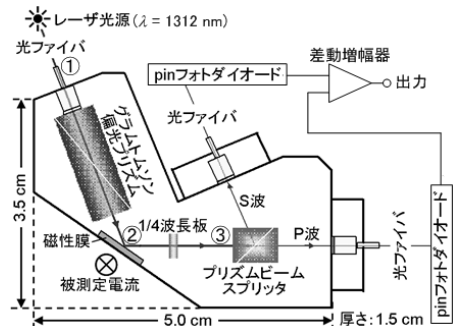 レーザ光源(λ = 1312 nm)
光ファイバ
①
pinフォトダイオード
差動増幅器
出力
グラムトムソン
偏光プリズム
光ファイバ
3.5 cm
S波
1/4波長板
②
③
P波
磁性膜
プリズムビーム
スプリッタ
被測定電流
光ファイバ
pinフォトダイオード
5.0 cm
厚さ:1.5 cm